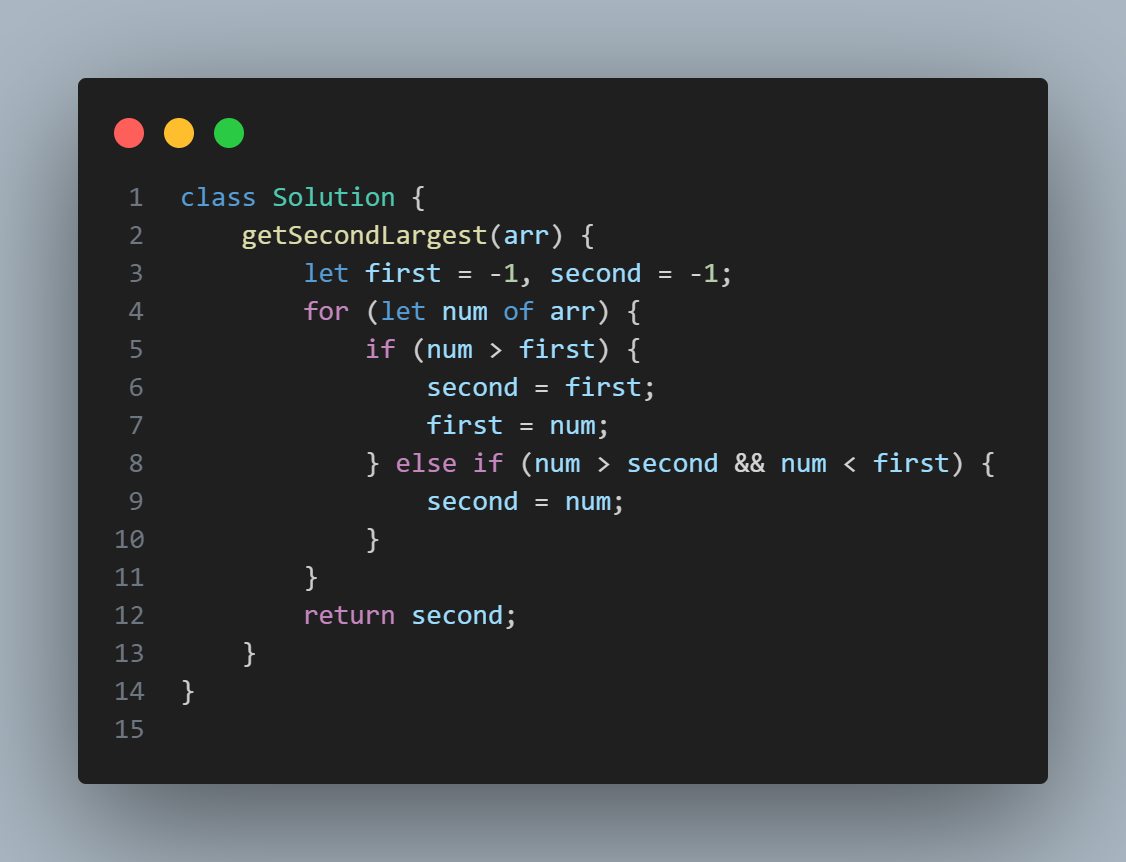 1 class Solution {
2     getSecondLargest(arr) {
3         let first = -1, second = -1;
4         for (let num of arr) {
5             if (num > first) {
6                 second = first;
7                 first = num;
8             } else if (num > second && num < first) {
9                 second = num;
10             }
11         }
12         return second;
13     }
14 }
15